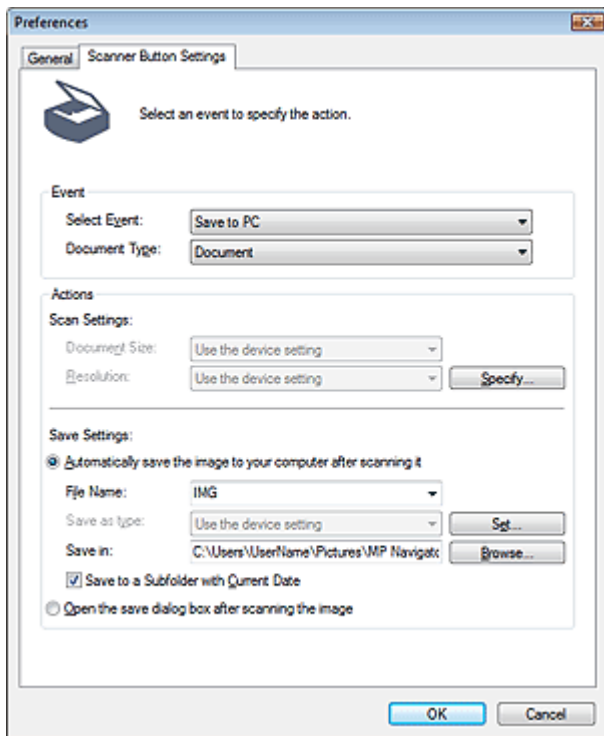 Preferences
General Scanner Button Settings
Select an event to specify the action.
Event
Select Event: Save to PC
Document Type: Document
Actions
Scan Settings:
Document Size: Use the device setting
Resolution: Use the device setting Specify...
Save Settings:
Automatically save the image to your computer after scanning it
File Name: IMG
Save as type: Use the device setting Set...
Save in: C:\Users\UserName\Pictures\MP Navigato Browse...
Save to a Subfolder with Current Date
Open the save dialog box after scanning the image
OK Cancel